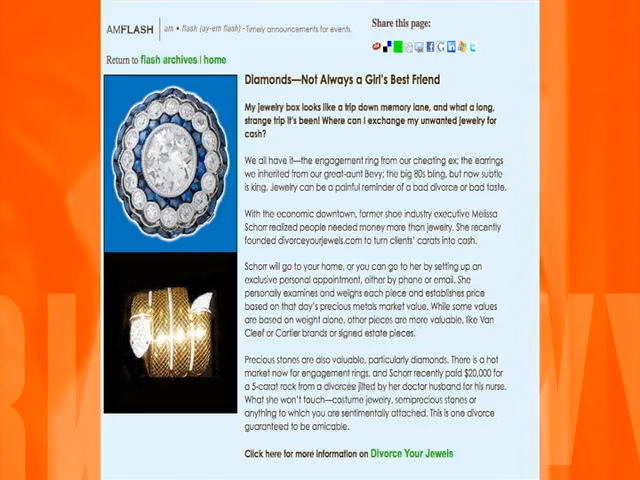 AMFLASH
am • flash (ay-em flash) - Timely announcements for events.
Share this page:
Return to flash archives | home
Diamonds—Not Always a Girl's Best Friend
My jewelry box looks like a trip down memory lane, and what a long,
strange trip it's been! Where can I exchange my unwanted jewelry for
cash?
We all have it—the engagement ring from our cheating ex; the earrings
we inherited from our great-aunt Bevy; the big 80s bling, but now subtle
is king. Jewelry can be a painful reminder of a bad divorce or bad taste.
With the economic downtown, former shoe industry executive Melissa
Schorr realized people needed money more than jewelry. She recently
founded divorceyourjewels.com to turn clients' carats into cash.
Schorr will go to your home, or you can go to her by setting up an
exclusive personal appointment, either by phone or email. She
personally examines and weighs each piece and establishes price
based on that day's precious metals market value. While some values
are based on weight alone, other pieces are more valuable, like Van
Cleef or Cartier brands or signed estate pieces.
Precious stones are also valuable, particularly diamonds. There is a hot
market now for engagement rings, and Schorr recently paid $20,000 for
a 5-carat rock from a divorcée jilted by her doctor husband for his nurse.
What she won't touch—costume jewelry, semiprecious stones or
anything to which you are sentimentally attached. This is one divorce
guaranteed to be amicable.
Click here for more information on Divorce Your Jewels